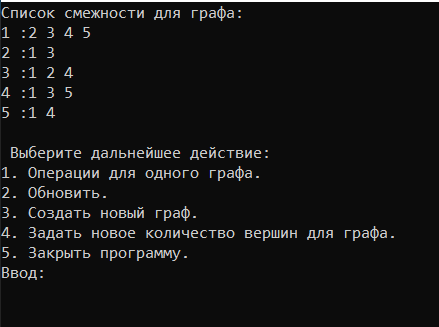 Список смежности для графа:
1 :2 3 4 5
2 :1 3
3 :1 2 4
4 :1 3 5
5 :1 4
Выберите дальнейшее действие:
1. Операции для одного графа.
2. Обновить.
3. Создать новый граф.
4. Задать новое количество вершин для графа.
5. Закрыть программу.
Ввод: